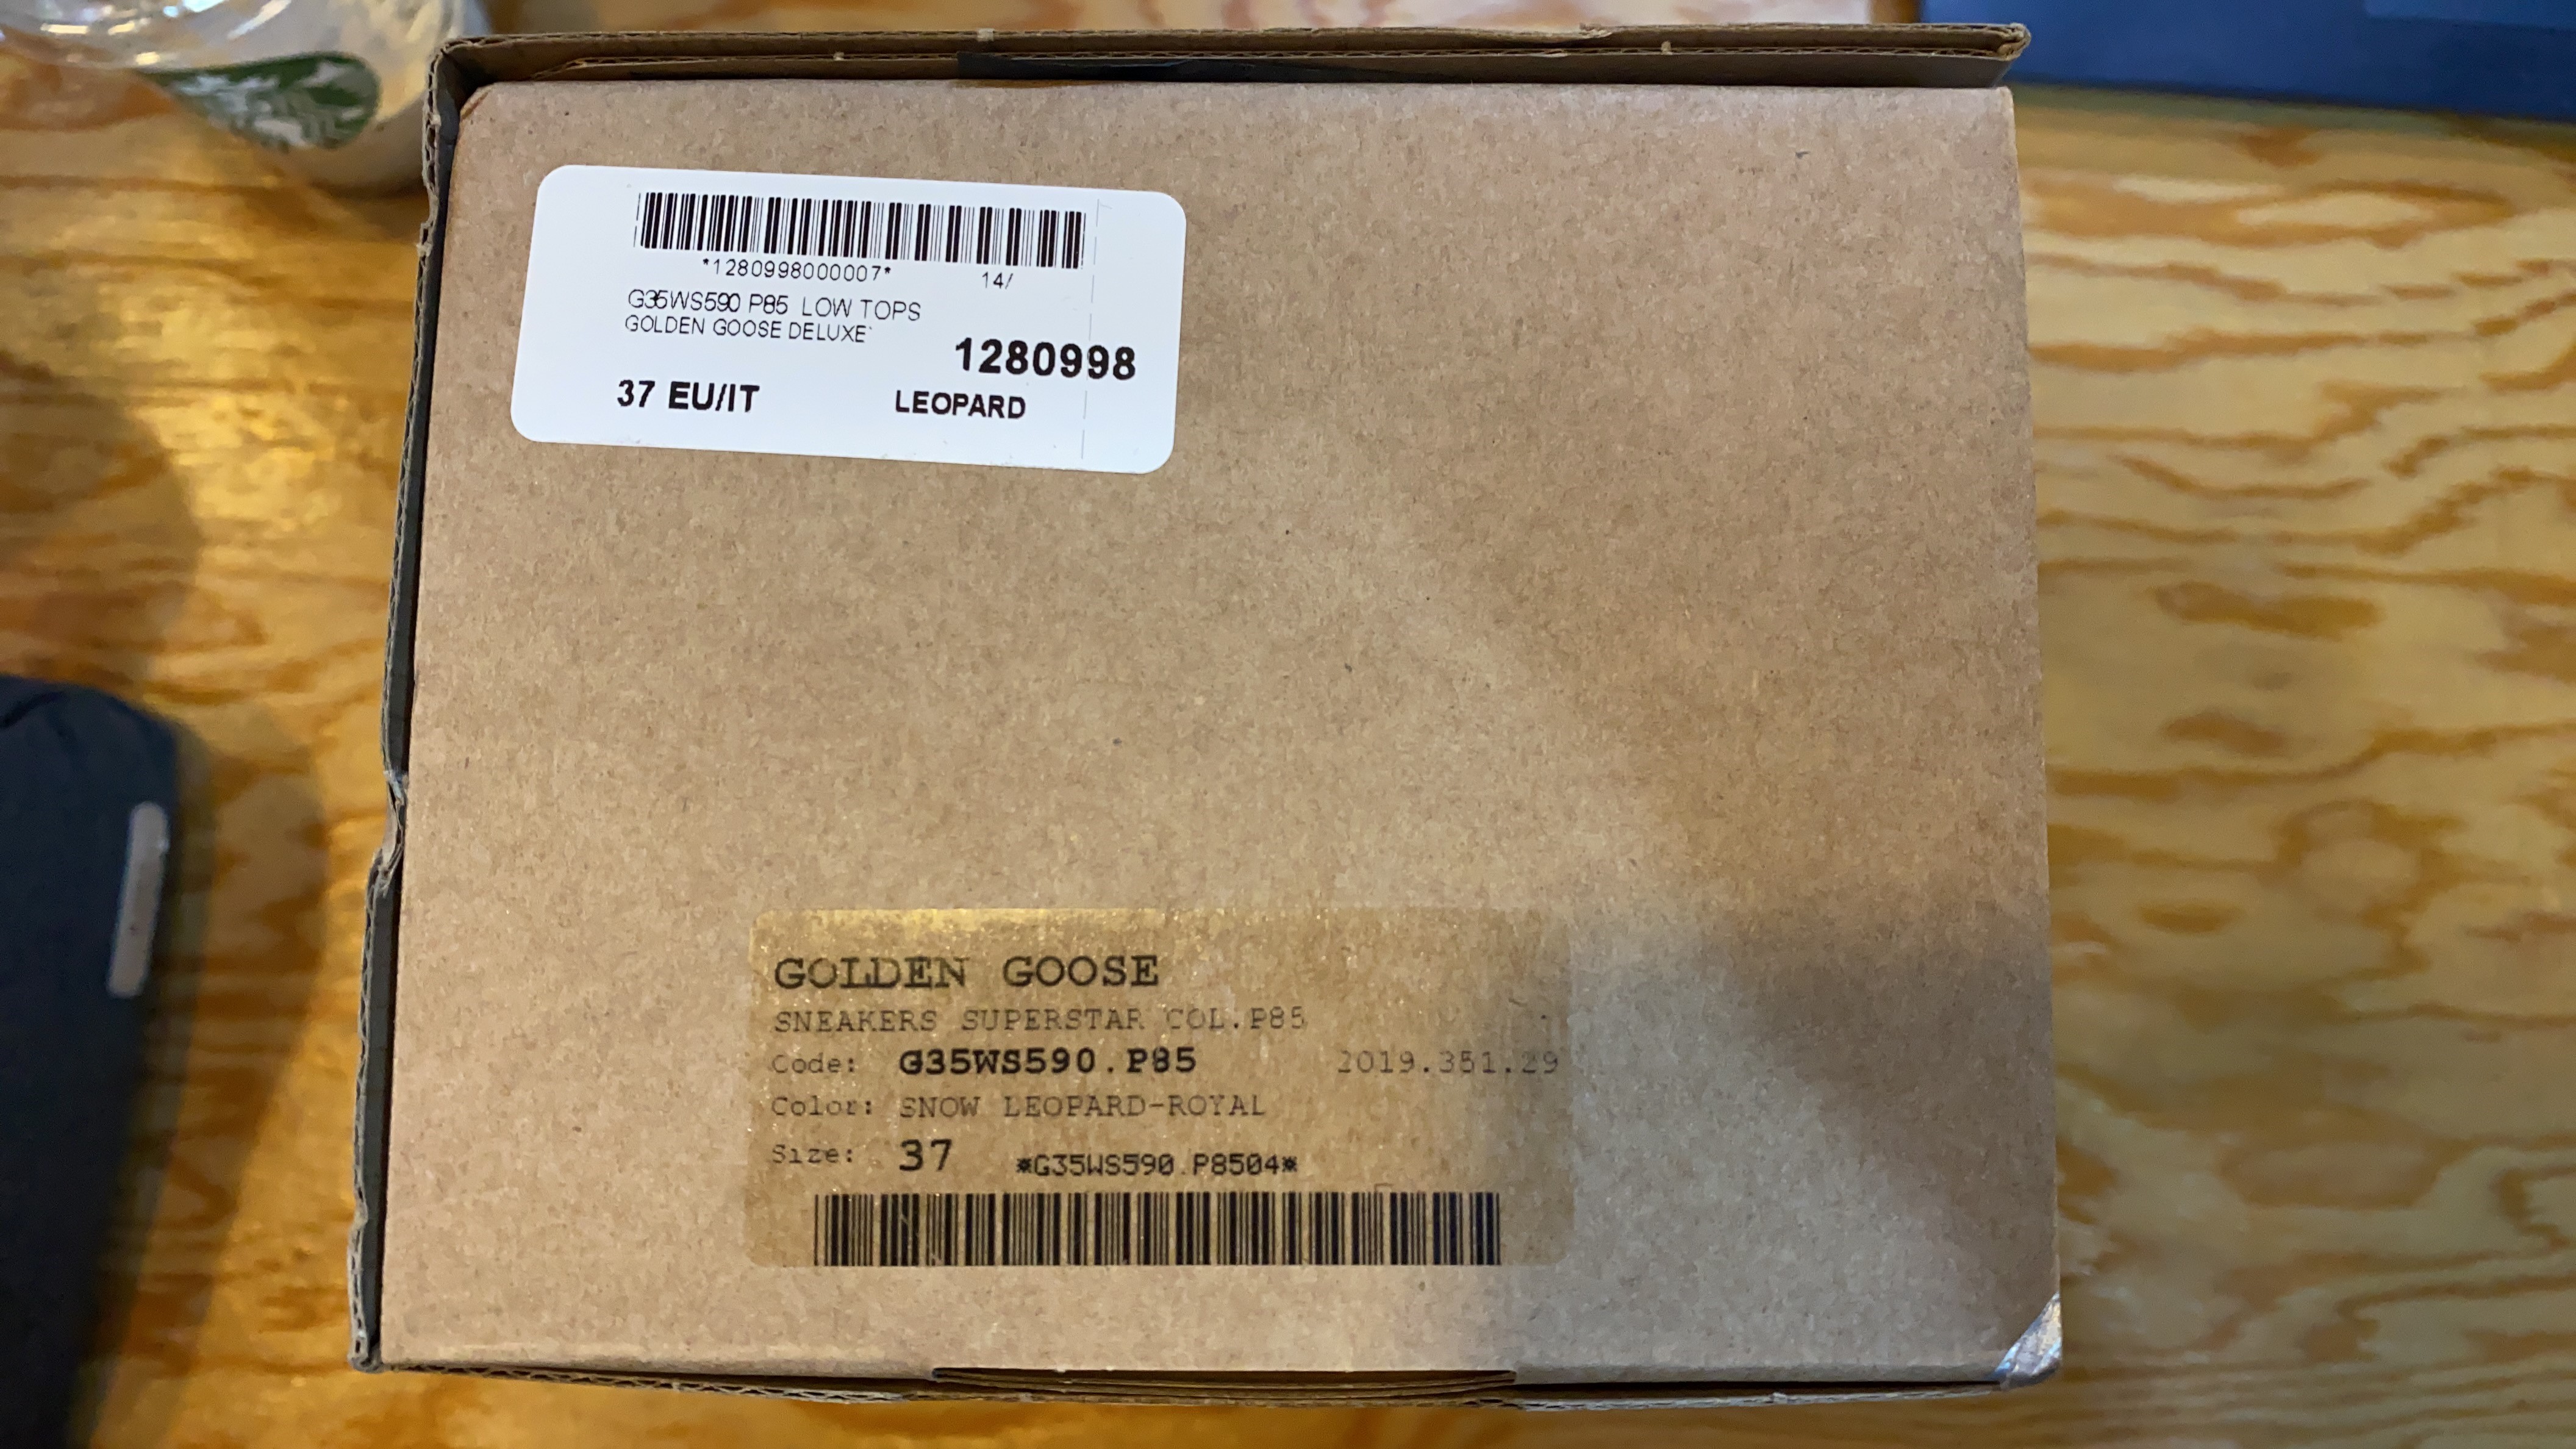 *1280998000007*
14/
G35WS590 P85 LOW TOPS
GOLDEN GOOSE DELUXE`
1280998
37 EU/IT
LEOPARD
GOLDEN GOOSE
SNEAKERS SUPERSTAR COL.P85
Code: G35WS590.P85 2019.351.29
Color: SNOW LEOPARD-ROYAL
Size: 37 *G35WS590.P8504*